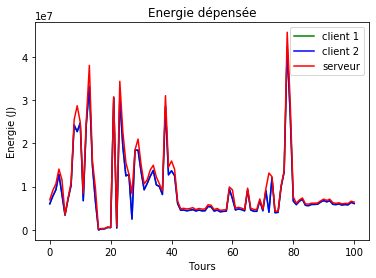 Energie dépensée
1e7
client 1
client 2
serveur
4
3
2
1
0
Energie (J)
0 20 40 60 80 100
Tours